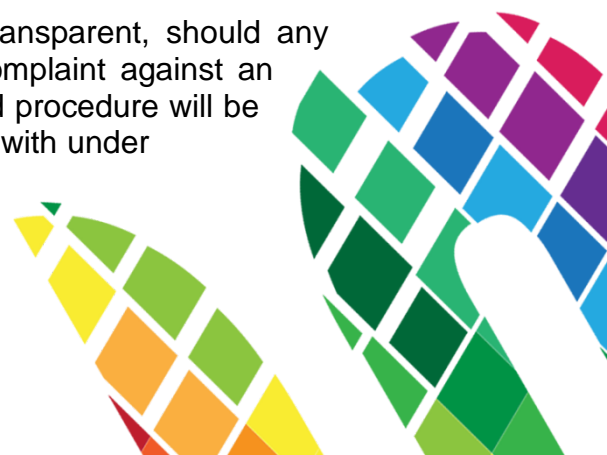 ansparent, should any
omplaint against an
procedure will be
with under